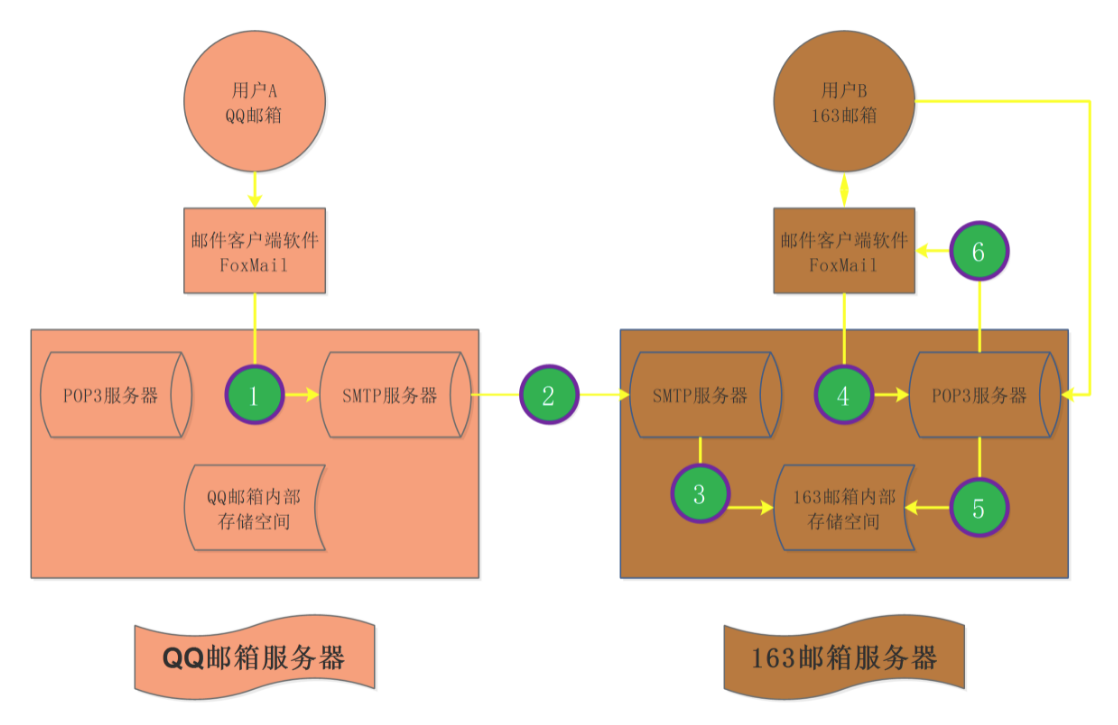 用户A
QQ邮箱
用户B
163邮箱
邮件客户端软件
FoxMail
邮件客户端软件
FoxMail
6
POP3服务器
1
SMTP服务器
2
SMTP服务器
4
POP3服务器
QQ邮箱内部
存储空间
3
163邮箱内部
存储空间
5
QQ邮箱服务器
163邮箱服务器